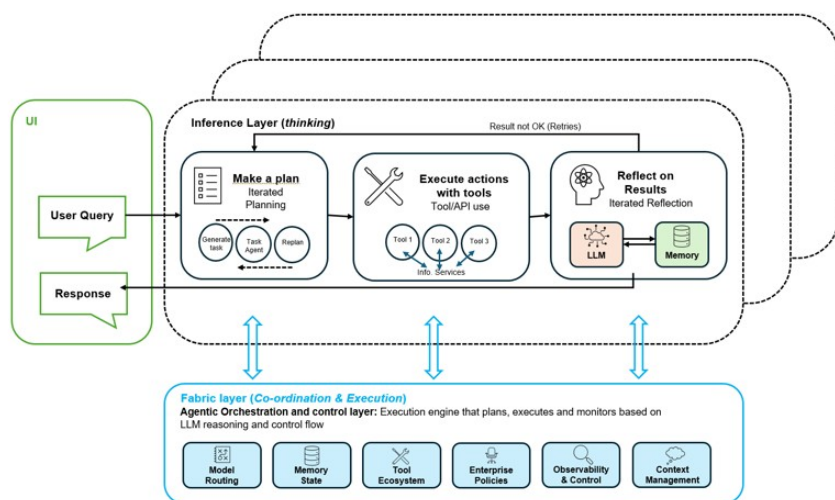 UI
User Query
Response
Inference Layer (thinking)
Result not OK (Retries)
Make a plan
Iterated
Planning
Generate
task
Task
Agent
Replan
Execute actions
with tools
Tool/API use
Tool 1
Tool 2
Tool 3
Info. Services
Reflect on
Results
Iterated Reflection
LLM
Memory
Fabric layer (Co-ordination & Execution)
Agentic Orchestration and control layer: Execution engine that plans, executes and monitors based on
LLM reasoning and control flow
Model
Routing
Memory
State
Tool
Ecosystem
Enterprise
Policies
Observability
& Control
Context
Management